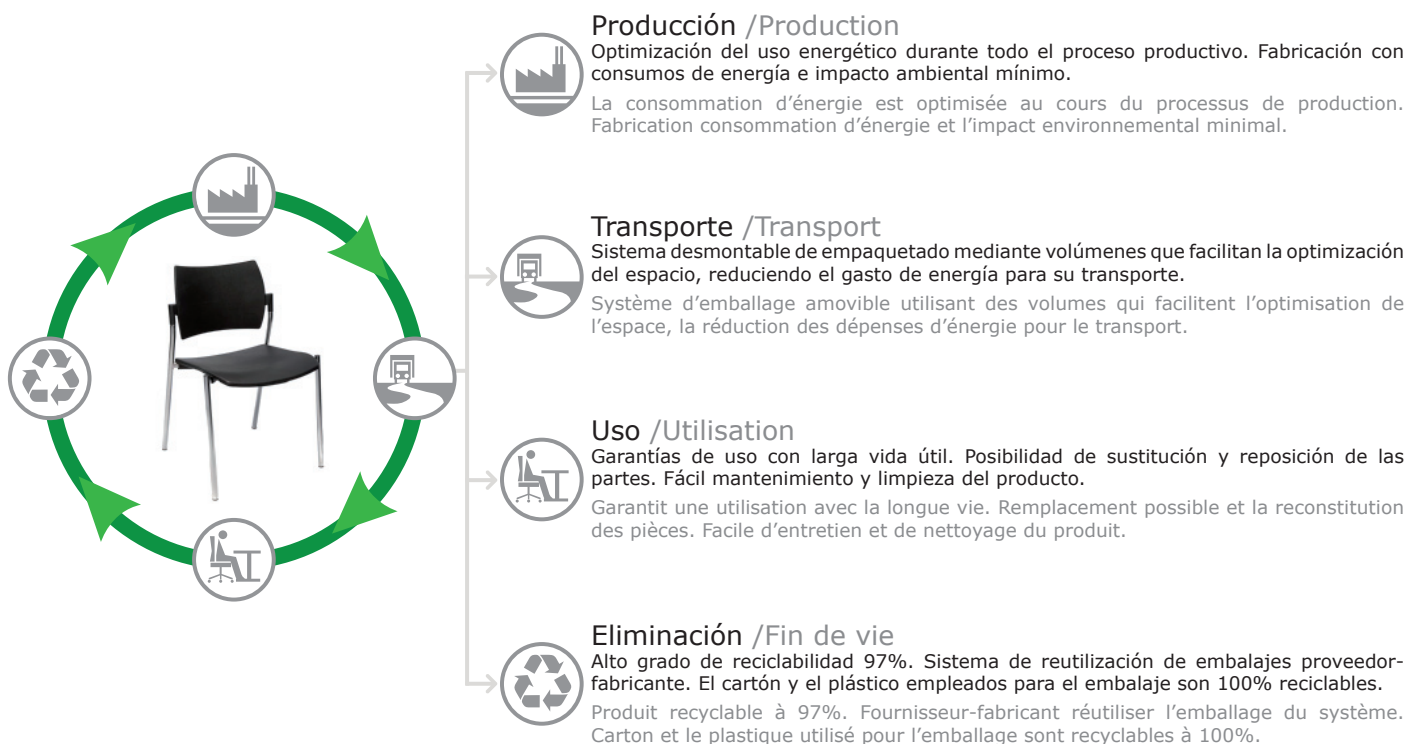 Producción /Production
Optimización del uso energético durante todo el proceso productivo. Fabricación con
consumos de energía e impacto ambiental mínimo.
La consommation d’énergie est optimisée au cours du processus de production.
Fabrication consommation d’énergie et l’impact environnemental minimal.
Transporte /Transport
Sistema desmontable de empaquetado mediante volúmenes que facilitan la optimización
del espacio, reduciendo el gasto de energía para su transporte.
Système d’emballage amovible utilisant des volumes qui facilitent l’optimisation de
l’espace, la réduction des dépenses d’énergie pour le transport.
Uso /Utilisation
Garantías de uso con larga vida útil. Posibilidad de sustitución y reposición de las
partes. Fácil mantenimiento y limpieza del producto.
Garantit une utilisation avec la longue vie. Remplacement possible et la reconstitution
des pièces. Facile d’entretien et de nettoyage du produit.
Eliminación /Fin de vie
Alto grado de reciclabilidad 97%. Sistema de reutilización de embalajes proveedor-
fabricante. El cartón y el plástico empleados para el embalaje son 100% reciclables.
Produit recyclable à 97%. Fournisseur-fabricant réutiliser l’emballage du système.
Carton et le plastique utilisé pour l’emballage sont recyclables à 100%.